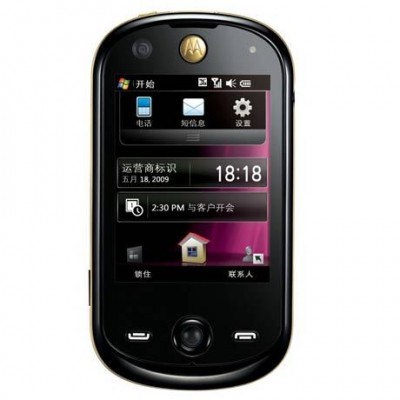 开始
电话 短信息 设置
运营商标识 18:18
五月 18, 2009
2:30 PM 与客户开会
锁住 联系人